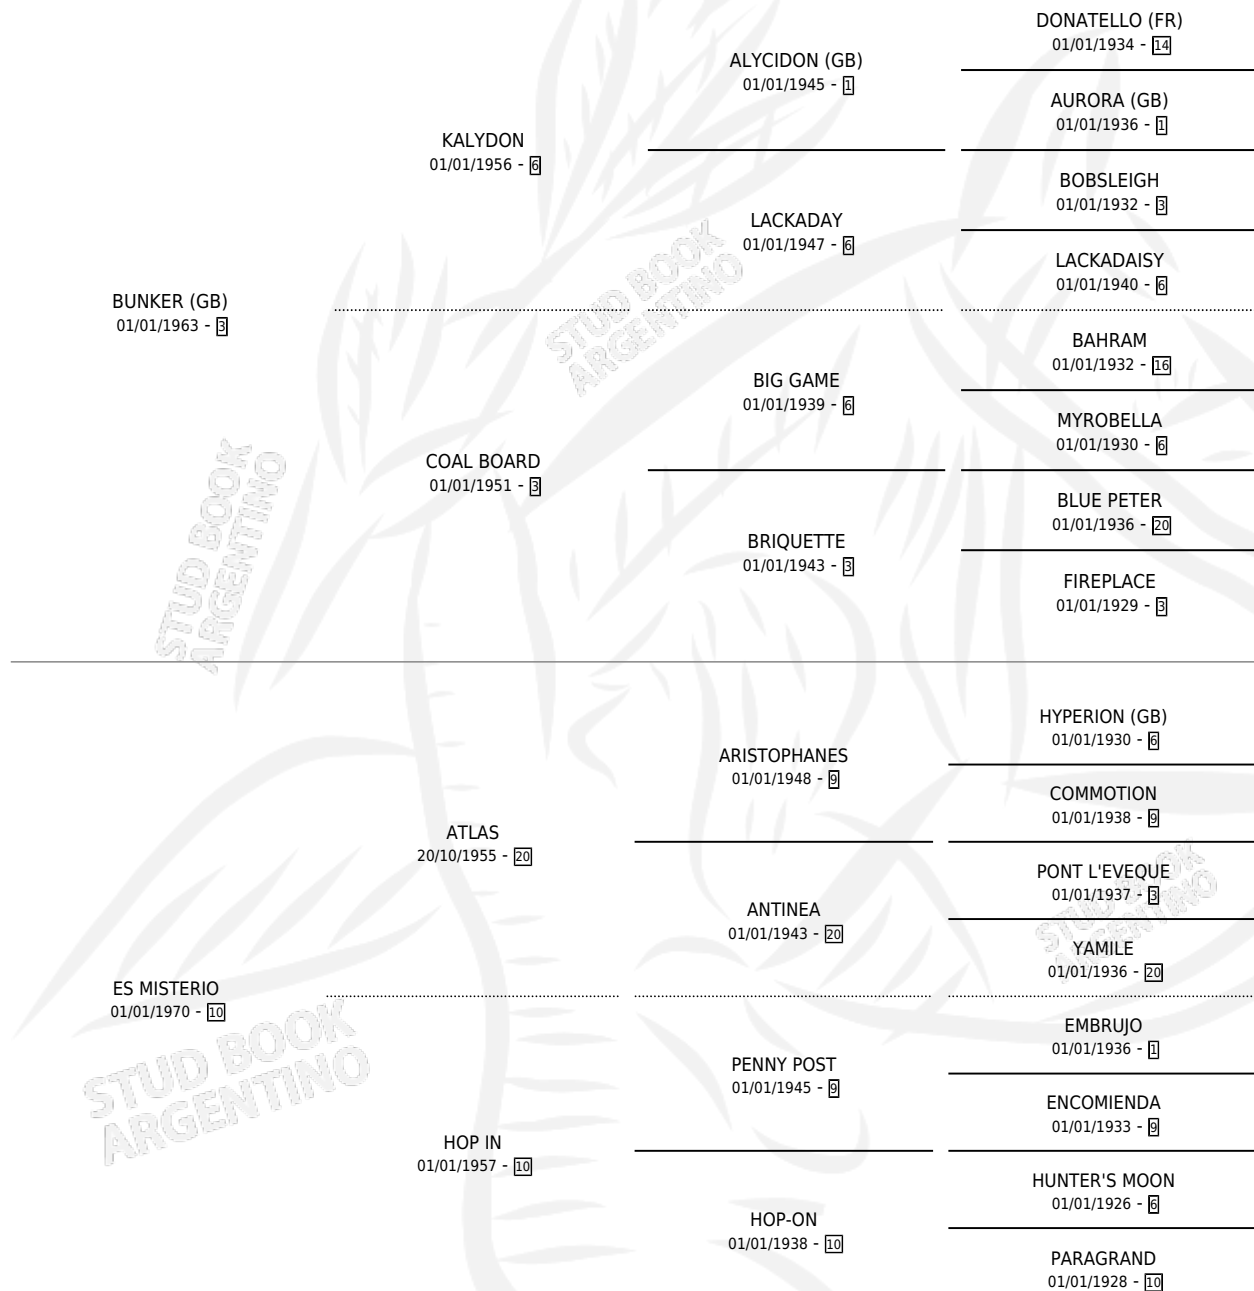 DONATELLO (FR)
01/01/1934 - 14
ALYCIDON (GB)
01/01/1945 - 1
AURORA (GB)
01/01/1936 - 1
KALYDON
01/01/1956 - 6
BOBSLEIGH
01/01/1932 - 3
LACKADAY
01/01/1947 - 6
LACKADAISY
01/01/1940 - 6
BUNKER (GB)
01/01/1963 - 3
BAHRAM
01/01/1932 - 16
BIG GAME
01/01/1939 - 6
MYROBELLA
01/01/1930 - 6
COAL BOARD
01/01/1951 - 3
BLUE PETER
01/01/1936 - 20
BRIQUETTE
01/01/1943 - 3
FIREPLACE
01/01/1929 - 3
HYPERION (GB)
01/01/1930 - 6
ARISTOPHANES
01/01/1948 - 9
COMMOTION
01/01/1938 - 9
ATLAS
20/10/1955 - 20
PONT L'EVEQUE
01/01/1937 - 3
ANTINEA
01/01/1943 - 20
YAMILE
01/01/1936 - 20
ES MISTERIO
01/01/1970 - 10
EMBRUJO
01/01/1936 - 1
PENNY POST
01/01/1945 - 9
ENCOMIENDA
01/01/1933 - 9
HOP IN
01/01/1957 - 10
HUNTER'S MOON
01/01/1926 - 6
HOP-ON
01/01/1938 - 10
PARAGRAND
01/01/1928 - 10
STUD BOOK
ARGENTINO
STUD BOOK
ARGENTINO
STUD BOOK
ARGENTINO
STUD BOOK
ARGENTINO